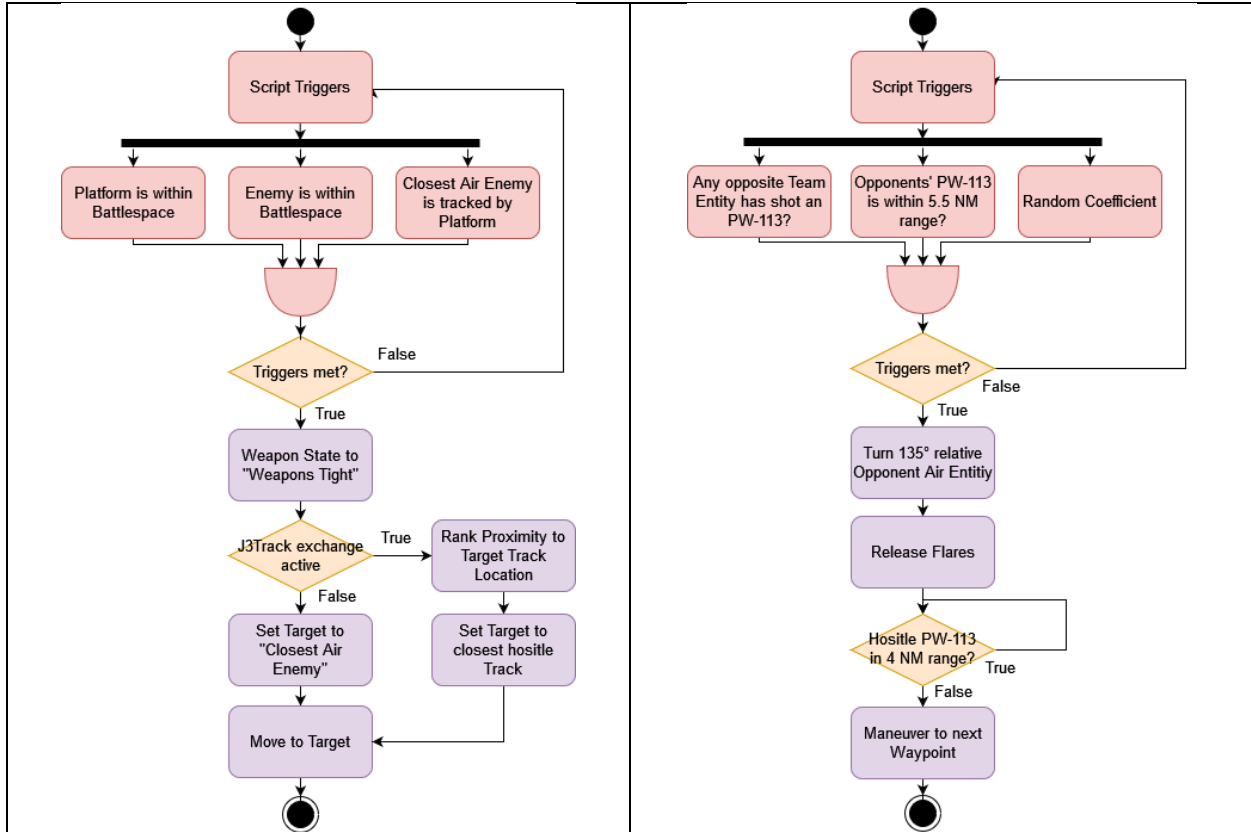 Script Triggers
Platform is within
Battlespace
Enemy is within
Battlespace
Closest Air Enemy
is tracked by
Platform
Triggers met?
False
True
Weapon State to
"Weapons Tight"
J3Track exchange
active
True
False
Rank Proximity to
Target Track
Location
Set Target to
"Closest Air
Enemy"
Set Target to
closest hositle
Track
Move to Target
Script Triggers
Any opposite Team
Entity has shot an
PW-113?
Opponents' PW-113
is within 5.5 NM
range?
Random Coefficient
Triggers met?
False
True
Turn 135° relative
Opponent Air Entitiy
Release Flares
Hositle PW-113
in 4 NM range?
True
False
Maneuver to next
Waypoint